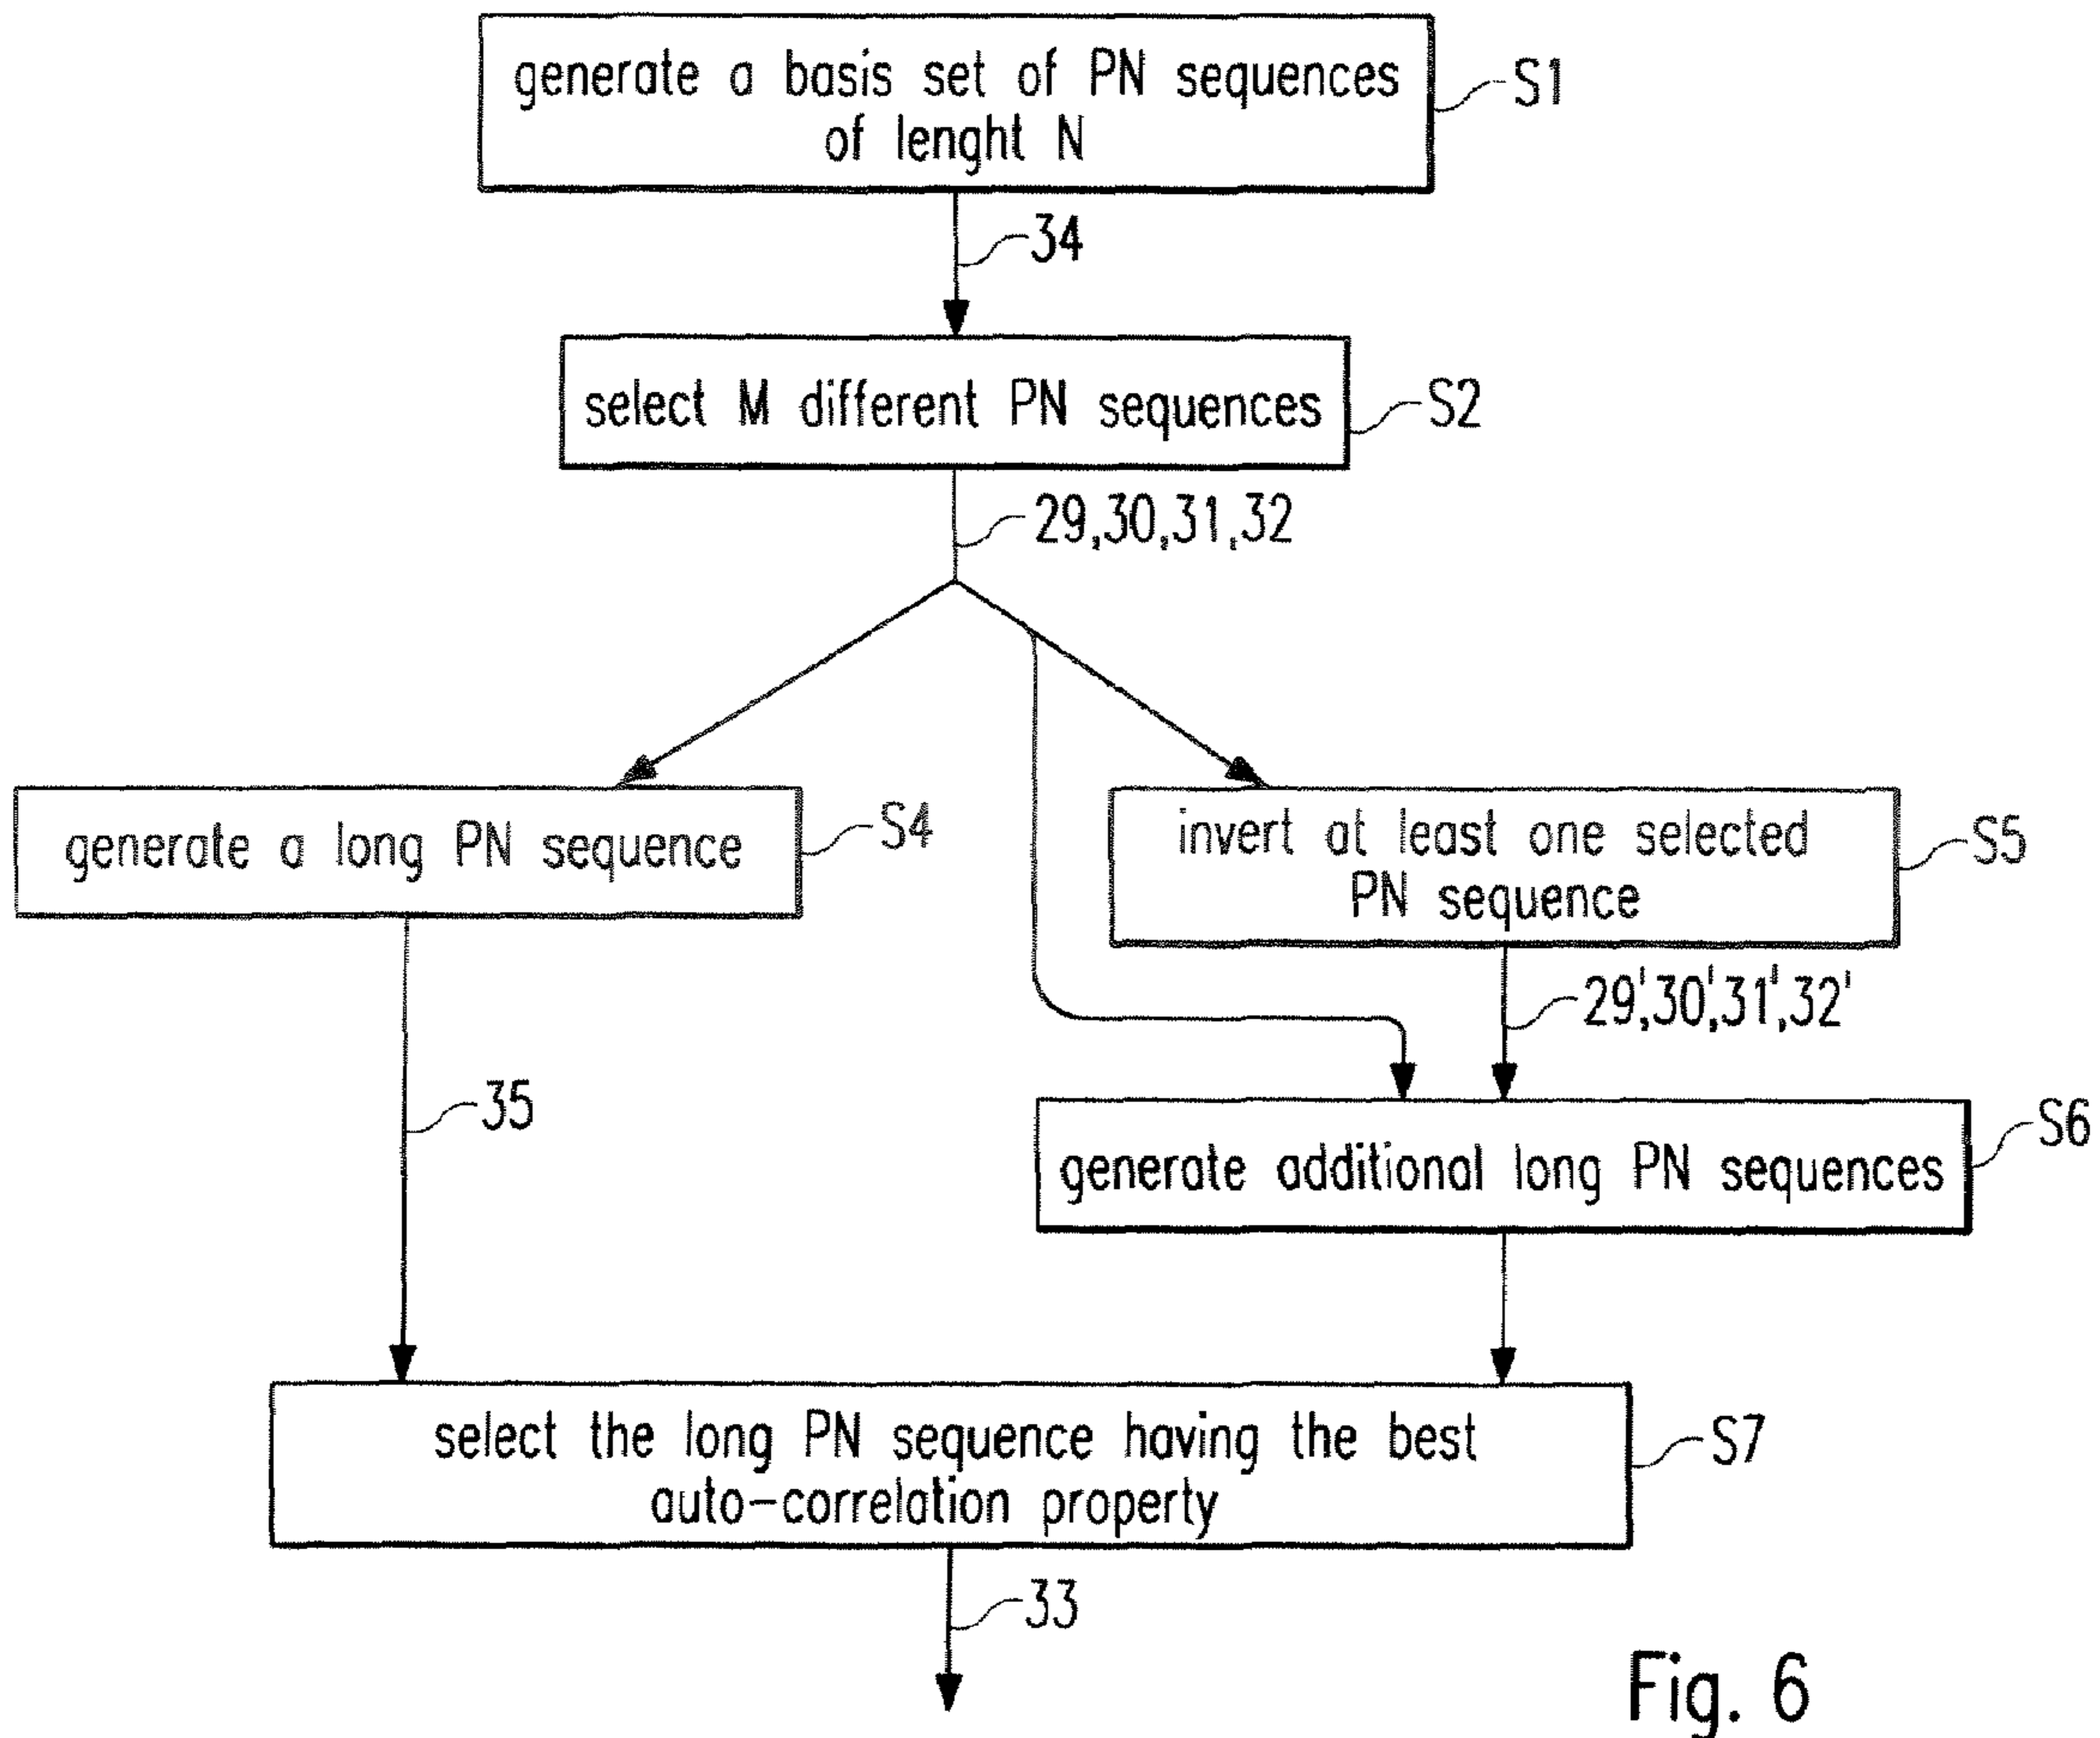 generate a basis set of PN sequences
of lenght N
S1
34
select M different PN sequences
S2
29,30,31,32
generate a long PN sequence
S4
invert at least one selected
PN sequence
S5
29',30',31',32'
35
generate additional long PN sequences
S6
select the long PN sequence having the best
auto-correlation property
S7
33
Fig. 6